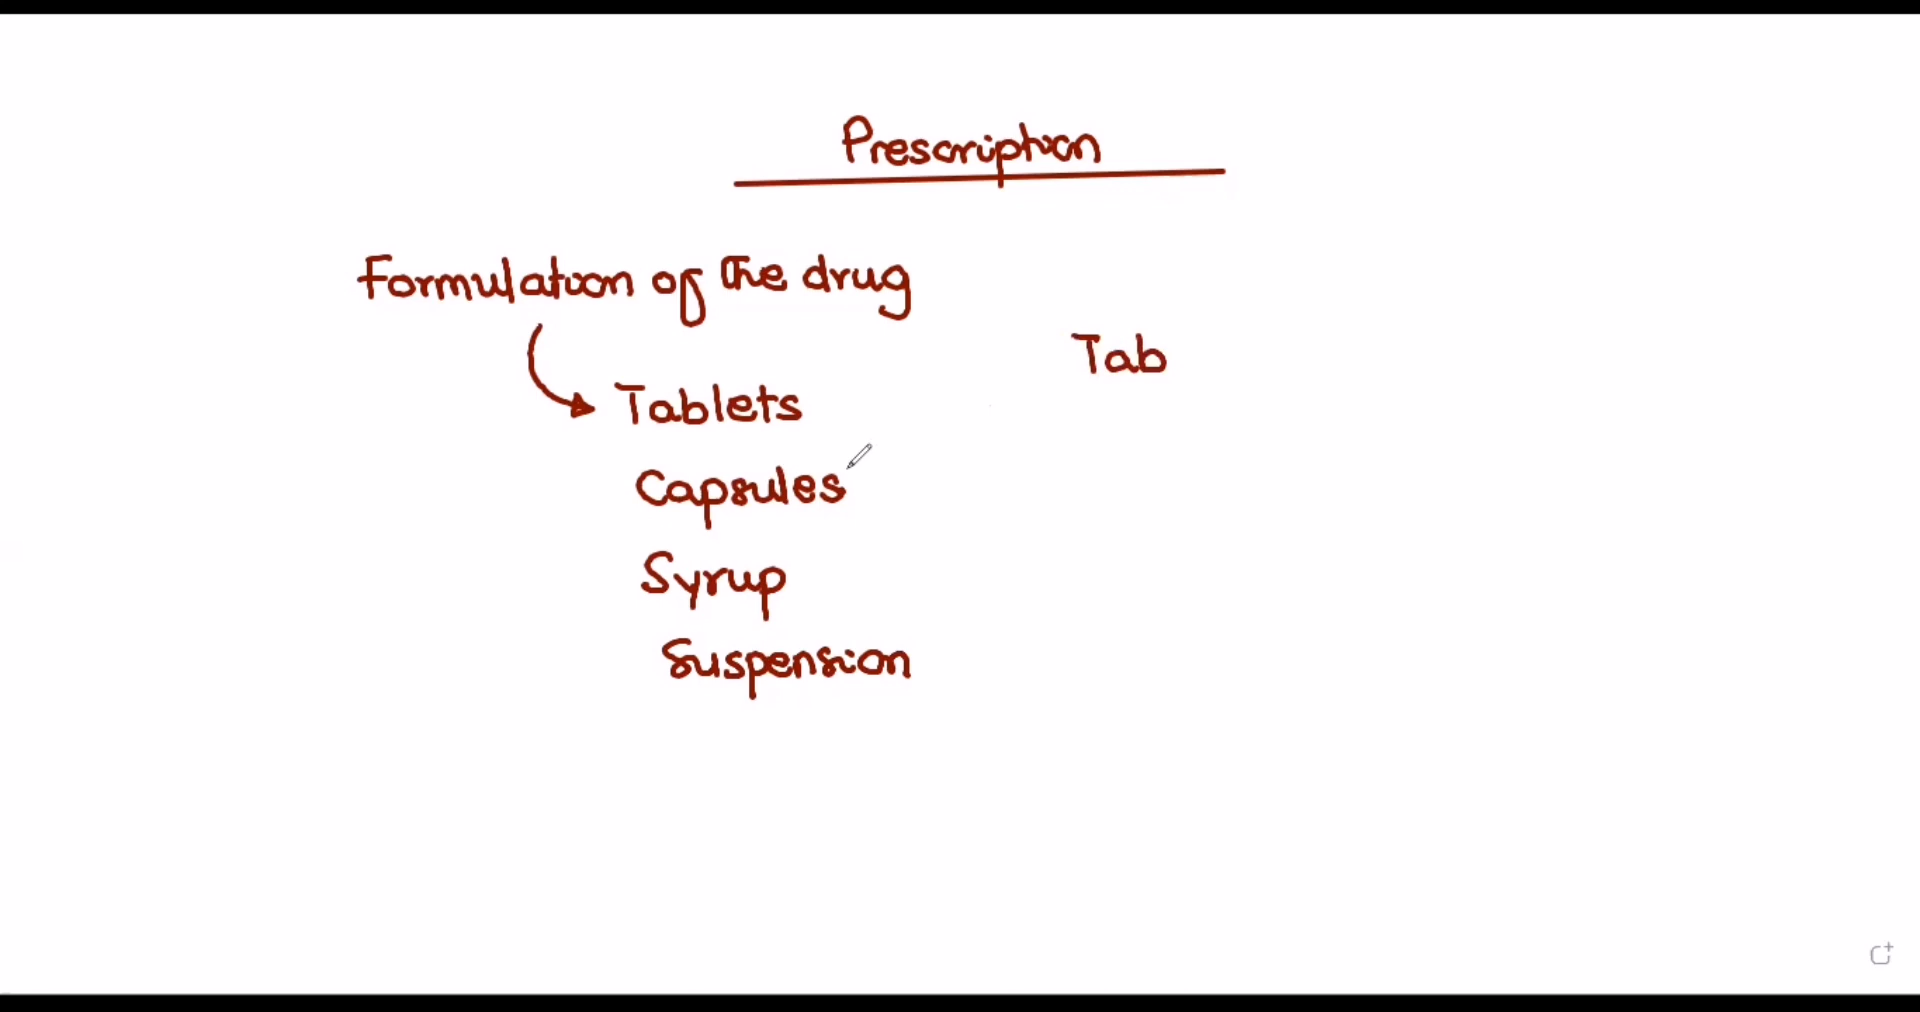 Prescription
Formulation of the drug
Tab
Tablets
Capsules
Syrup
Suspension